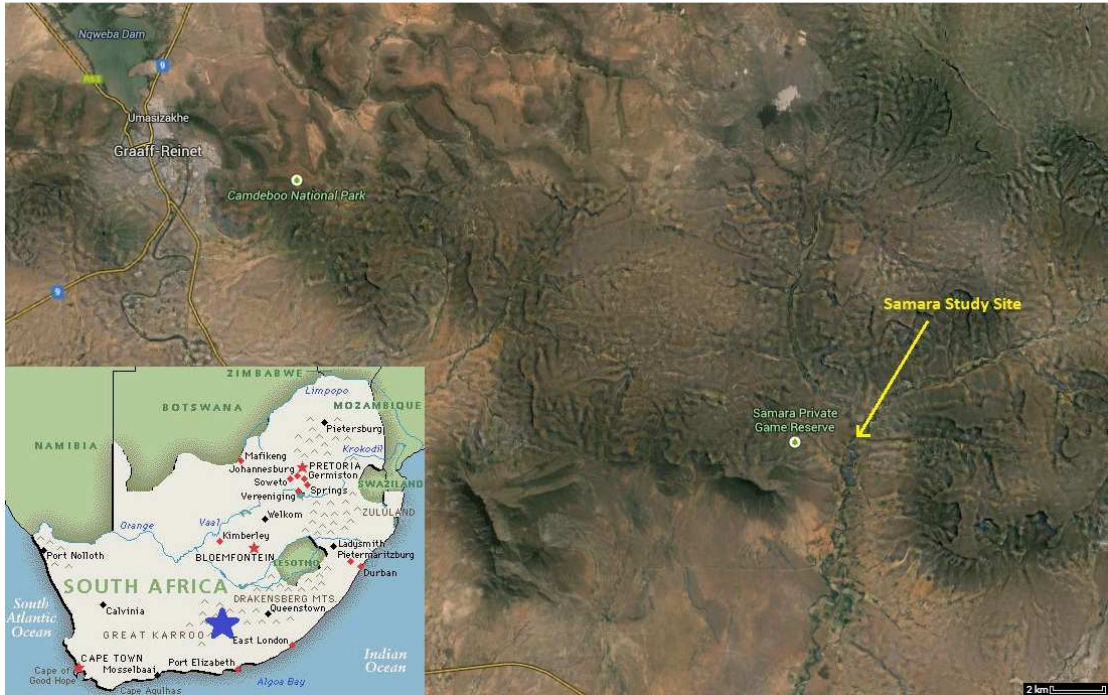 Nqweba Dam
9
Umasizakhe
Graaff-Reinet
Camdeboo National Park
9
Samara Study Site
Samara Private
Game Reserve
2 km
ZIMBABWE
Limpopo
BOTSWANA
MOZAMBIQUE
Pietersburg
NAMIBIA
Krokodil
Mafikeng
Johannesburg
PRETORIA
Germiston
Soweto
SWAZILAND
Springs
Vereeniging
ZULULAND
Orange
Vaal
Welkom
Kimberley
Ladysmith
Port Nolloth
BLOEMFONTEIN
Pietermaritzburg
LESOTHO
Durban
SOUTH AFRICA
DRAKENSBERG MTS.
South
Atlantic
Ocean
Calvinia
Queenstown
GREAT KARROO
East London
Indian
Ocean
CAPE TOWN
Mosselbaai
Port Elizabeth
Cape of
Good Hope
Cape Agulhas
Algoa Bay